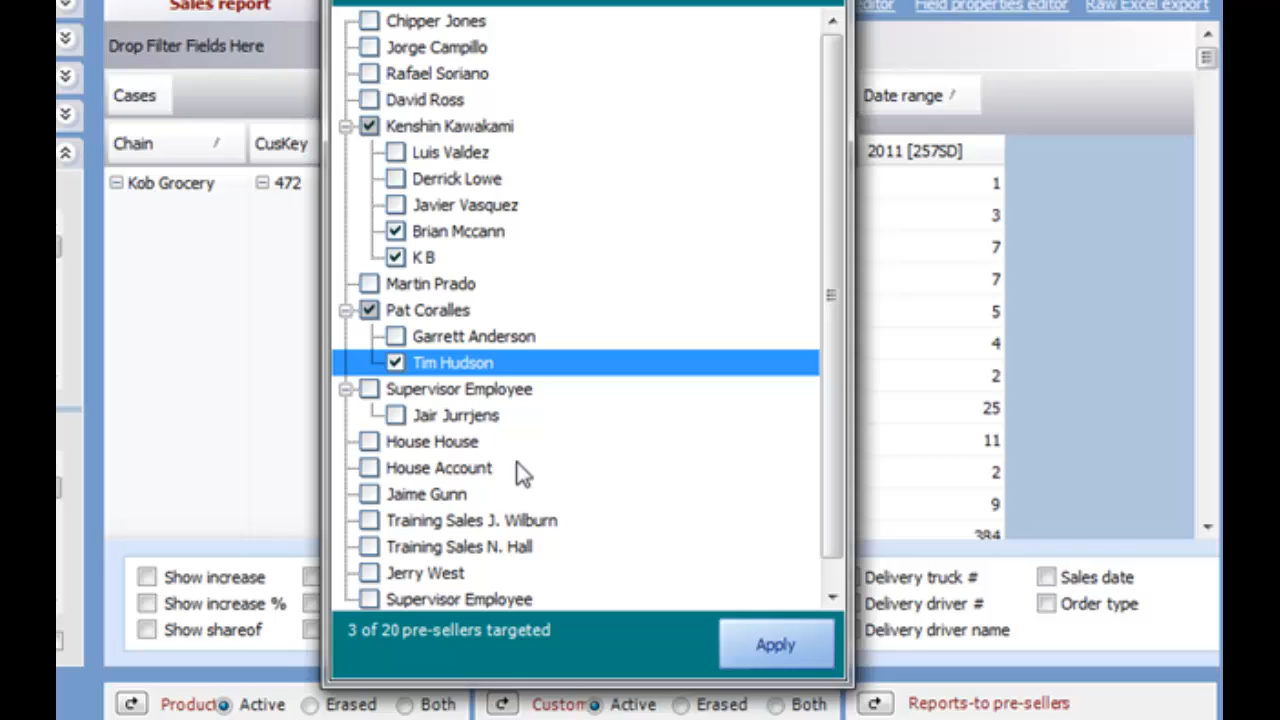 Sales report
editor Field properties editor Raw Excel export
Drop Filter Fields Here
Cases
Date range
Chain CusKey
2011 [257SD]
Kob Grocery 472
1
3
7
7
5
4
2
25
11
2
9
384
Chipper Jones
Jorge Campillo
Rafael Soriano
David Ross
Kenshin Kawakami
Luis Valdez
Derrick Lowe
Javier Vasquez
Brian Mccann
K B
Martin Prado
Pat Coralles
Garrett Anderson
Tim Hudson
Supervisor Employee
Jair Jurrjens
House House
House Account
Jaime Gunn
Training Sales J. Wilburn
Training Sales N. Hall
Jerry West
Supervisor Employee
3 of 20 pre-sellers targeted
Apply
Show increase
Show increase %
Show shareof
Delivery truck # Sales date
Delivery driver # Order type
Delivery driver name
Product Active Erased Both Custom Active Erased Both Reports-to pre-sellers